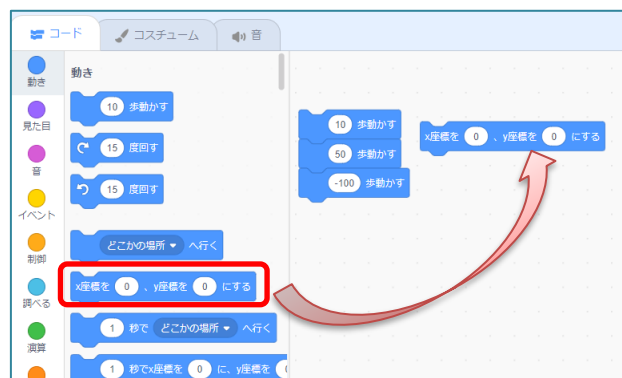 コード
コスチューム
音
動き
見た目
音
イベント
制御
調べる
演算
動き
10 歩動かす
15 度回す
15 度回す
どこかの場所 へ行く
x座標を 0 、y座標を 0 にする
1 秒で どこかの場所 へ行く
1 秒でx座標を 0 に、y座標を
10 歩動かす
50 歩動かす
-100 歩動かす
x座標を 0 、y座標を 0 にする